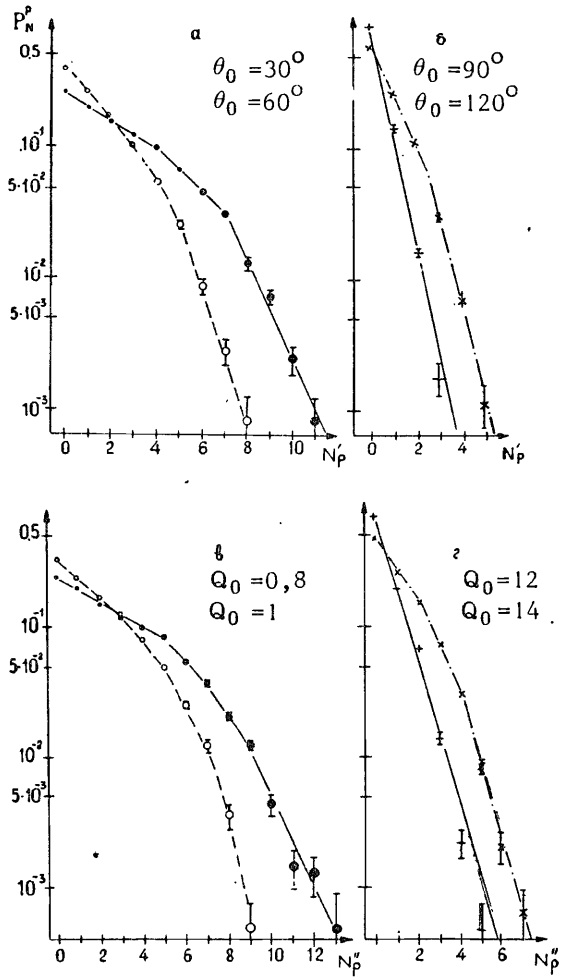 P_N^p а б
0,5 θ₀ = 30° θ₀ = 90°
θ₀ = 60° θ₀ = 120°
10⁻¹
5·10⁻²
10⁻²
5·10⁻³
10⁻³
0 2 4 6 8 10 N'ₚ 0 2 4 N'ₚ
0,5 в г
Q₀ = 0,8 Q₀ = 12
Q₀ = 1 Q₀ = 14
10⁻¹
5·10⁻²
10⁻²
5·10⁻³
10⁻³
0 2 4 6 8 10 12 N''ₚ 0 2 4 6 N''ₚ